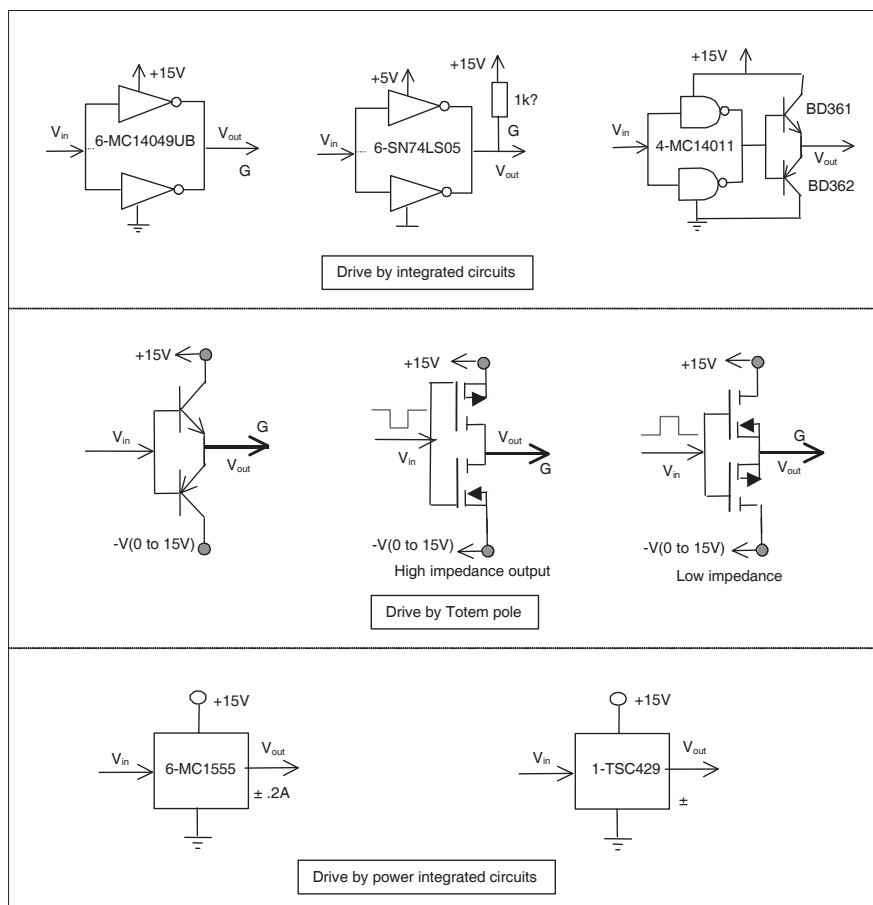 +15V
V_in
6-MC14049UB
V_out
G
+5V
+15V
1k?
G
V_in
6-SN74LS05
V_out
+15V
BD361
V_in
4-MC14011
V_out
BD362
Drive by integrated circuits
+15V
V_in
G
V_out
-V(0 to 15V)
+15V
V_in
V_out
G
-V(0 to 15V)
High impedance output
+15V
V_in
G
V_out
-V(0 to 15V)
Low impedance
Drive by Totem pole
+15V
V_in
6-MC1555
V_out
± .2A
+15V
V_in
1-TSC429
V_out
±
Drive by power integrated circuits